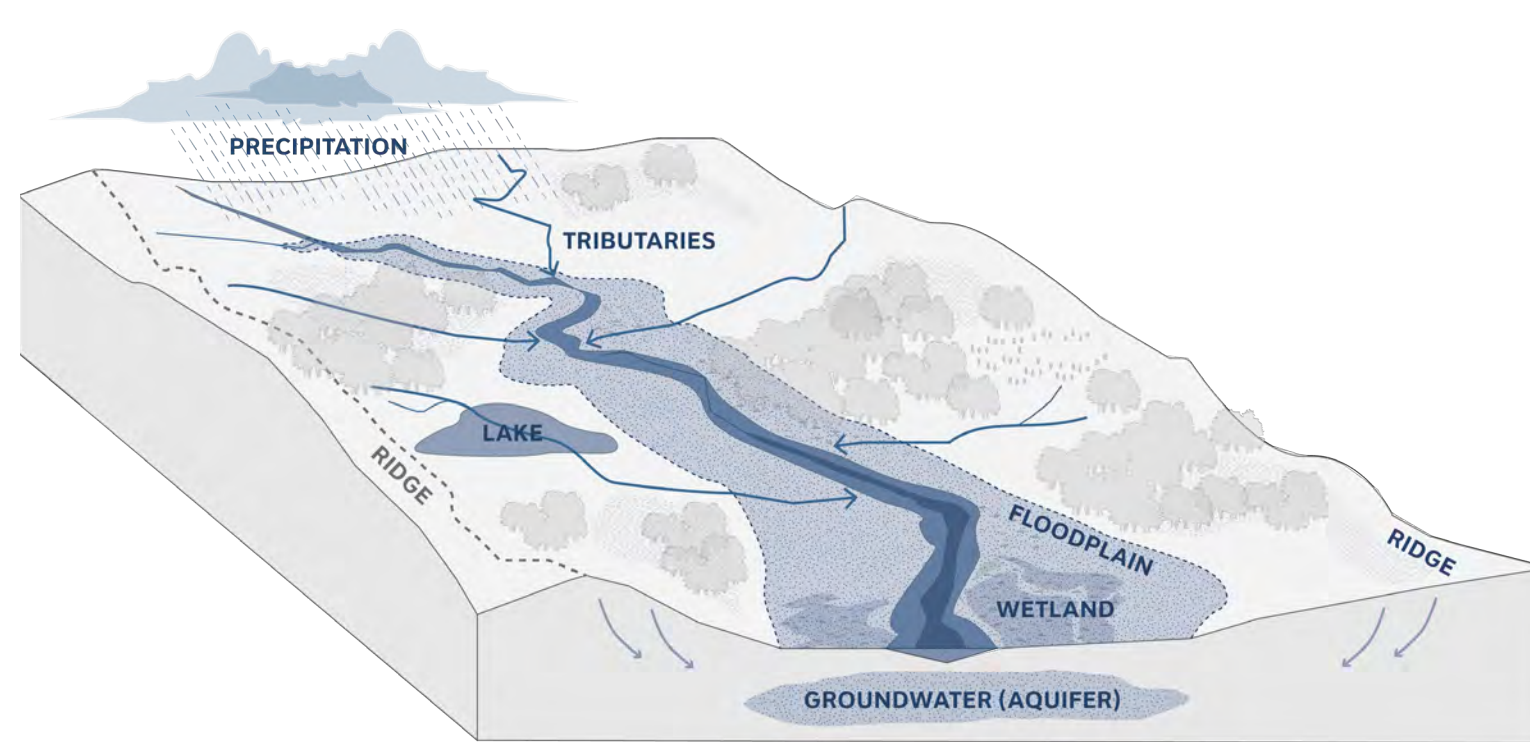 PRECIPITATION
TRIBUTARIES
LAKE
RIDGE
FLOODPLAIN
RIDGE
WETLAND
GROUNDWATER (AQUIFER)